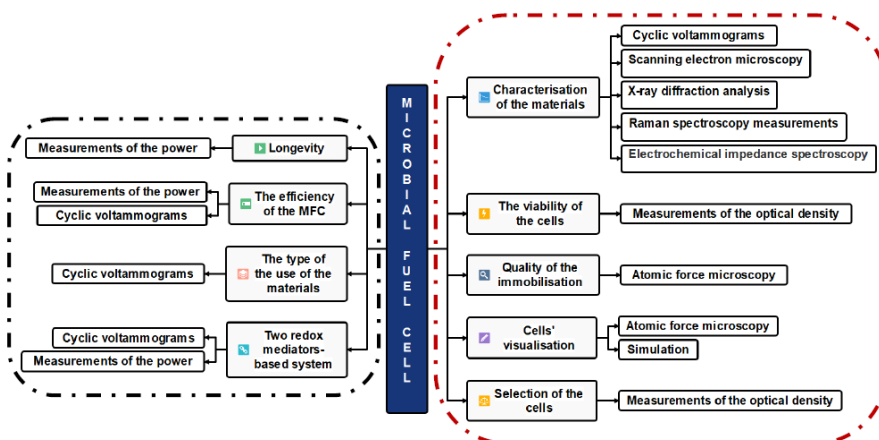 Measurements of the power
Longevity
Measurements of the power
Cyclic voltammograms
The efficiency
of the MFC
Cyclic voltammograms
The type of
the use of the
materials
Cyclic voltammograms
Measurements of the power
Two redox
mediators-based
system
MICROBIAL FUEL CELL
Characterisation
of the materials
Cyclic voltammograms
Scanning electron microscopy
X-ray diffraction analysis
Raman spectroscopy measurements
Electrochemical impedance spectroscopy
The viability of
the cells
Measurements of the optical density
Quality of the
immobilisation
Atomic force microscopy
Cells'
visualisation
Atomic force microscopy
Simulation
Selection of the
cells
Measurements of the optical density